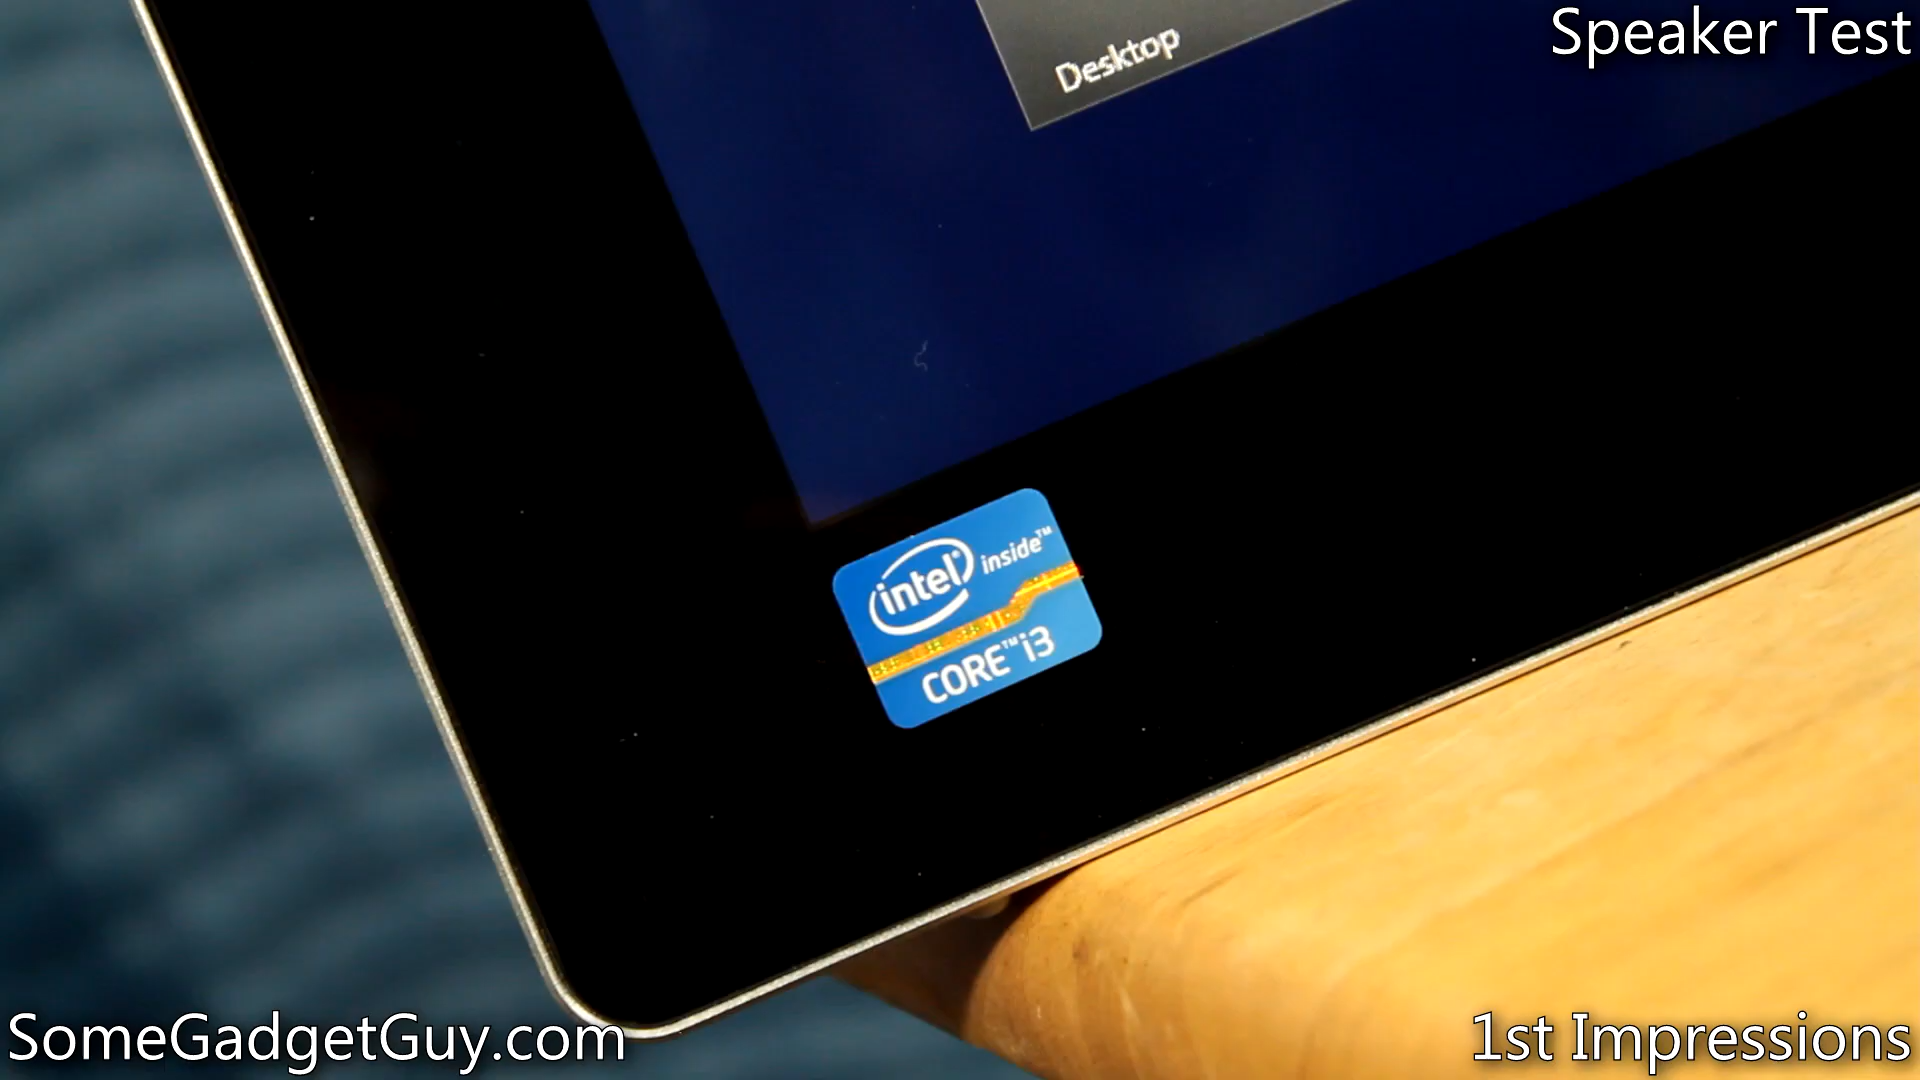 Speaker Test
Desktop
intel® inside™
CORE™ i3
SomeGadgetGuy.com
1st Impressions